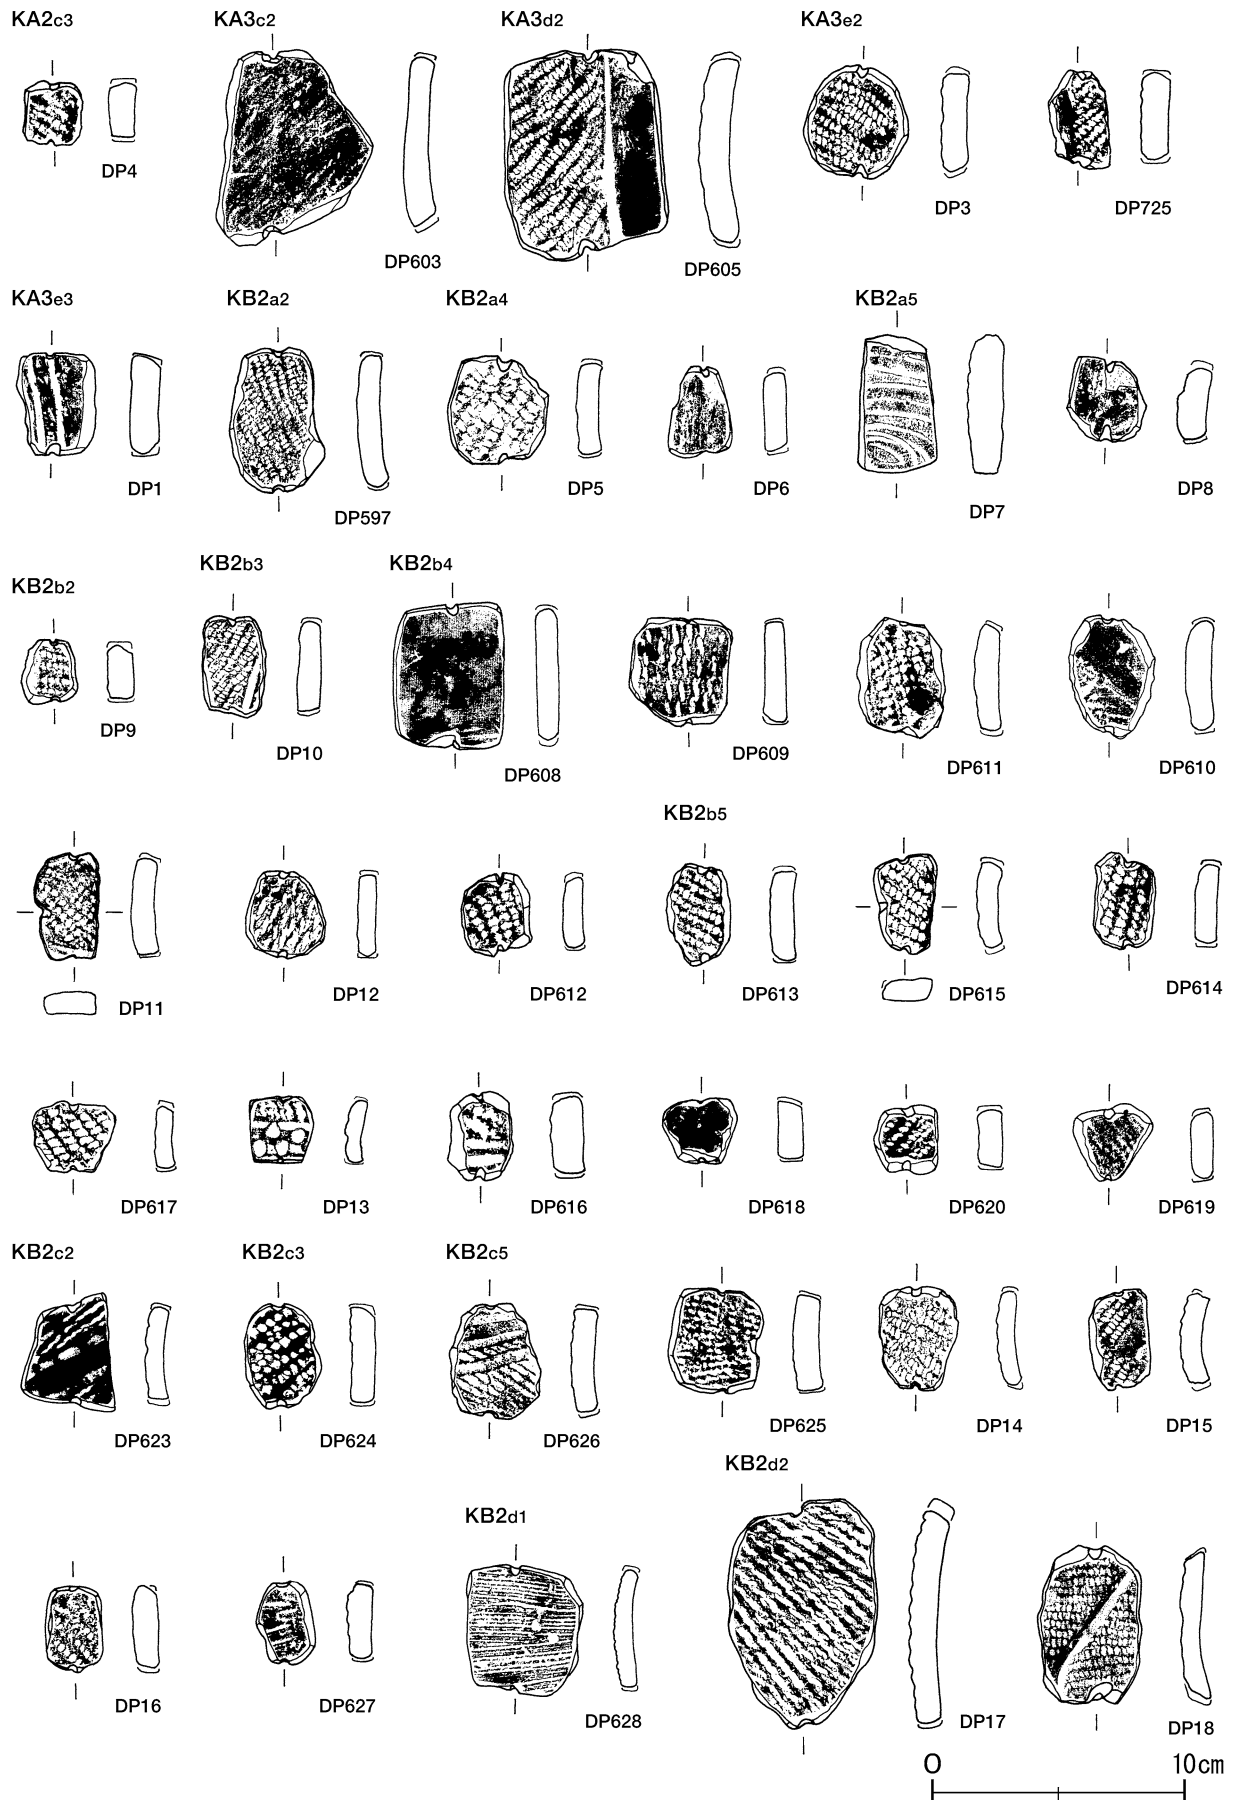 KA2c3 KA3c2 KA3d2 KA3e2
DP4 DP603 DP605 DP3 DP725
KA3e3 KB2a2 KB2a4 KB2a5
DP1 DP597 DP5 DP6 DP7 DP8
KB2b2 KB2b3 KB2b4
DP9 DP10 DP608 DP609 DP611 DP610
KB2b5
DP11 DP12 DP612 DP613 DP615 DP614
DP617 DP13 DP616 DP618 DP620 DP619
KB2c2 KB2c3 KB2c5
DP623 DP624 DP626 DP625 DP14 DP15
KB2d1 KB2d2
DP16 DP627 DP628 DP17 DP18
0 10cm